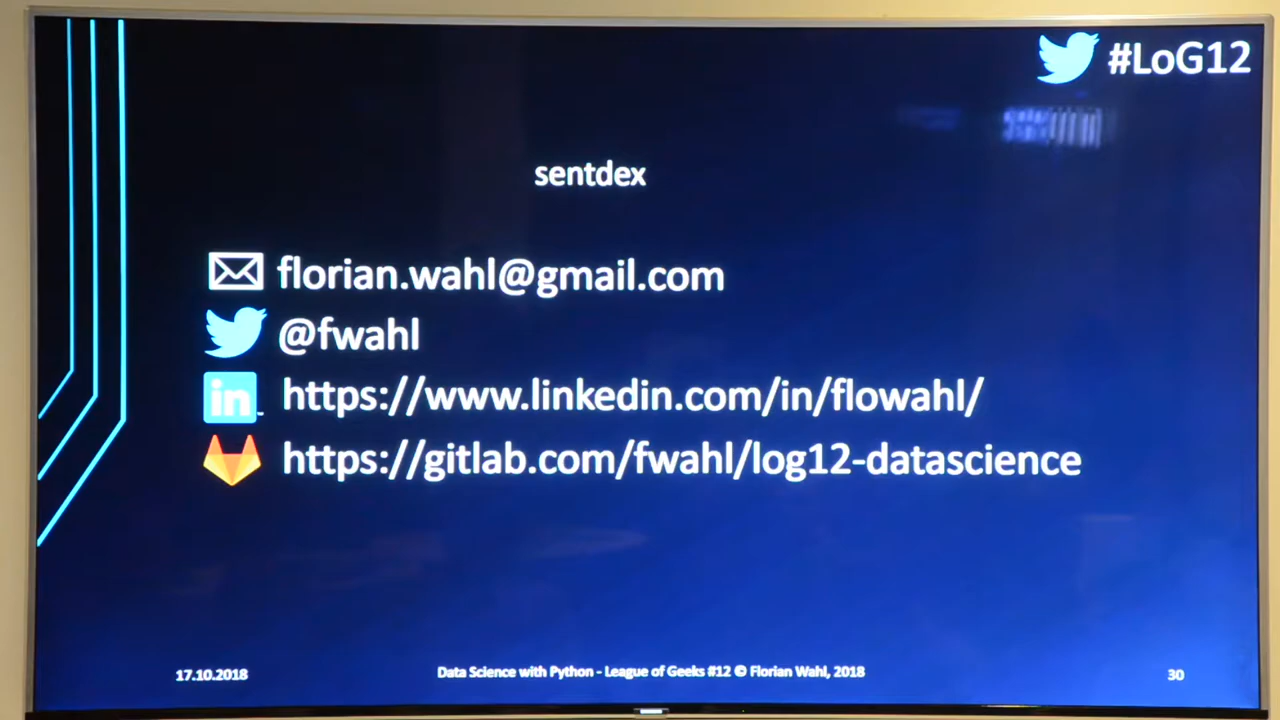 #LoG12
sentdex
florian.wahl@gmail.com
@fwahl
in
https://www.linkedin.com/in/flowahl/
https://gitlab.com/fwahl/log12-datascience
17.10.2018
Data Science with Python - League of Geeks #12 © Florian Wahl, 2018
30